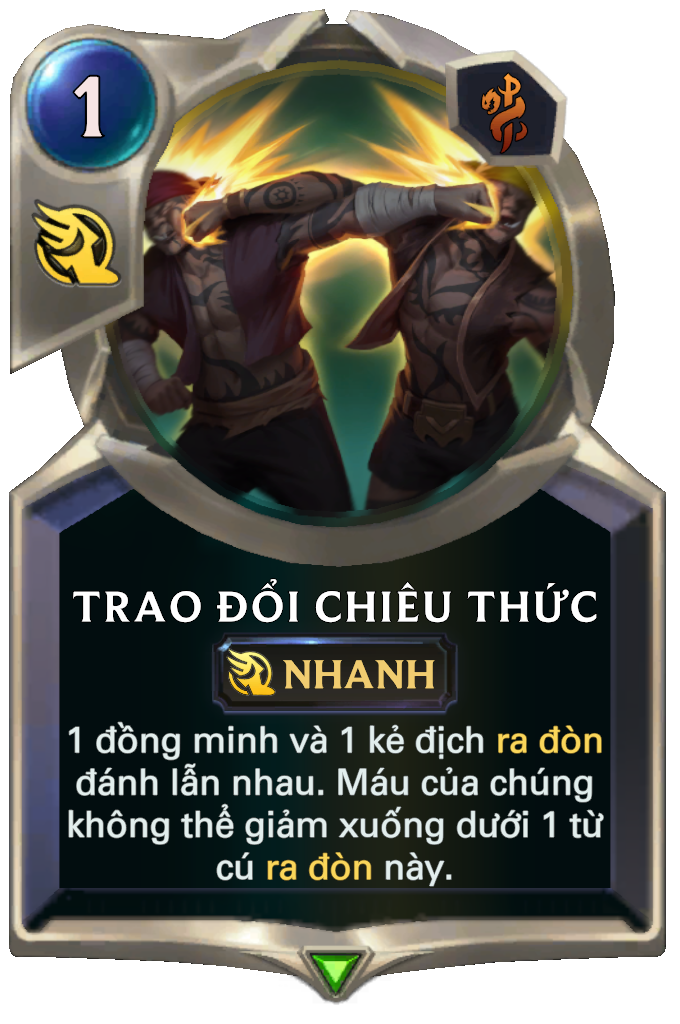 1
TRAO ĐỔI CHIÊU THỨC
NHANH
1 đồng minh và 1 kẻ địch ra đòn
đánh lẫn nhau. Máu của chúng
không thể giảm xuống dưới 1 từ
cú ra đòn này.